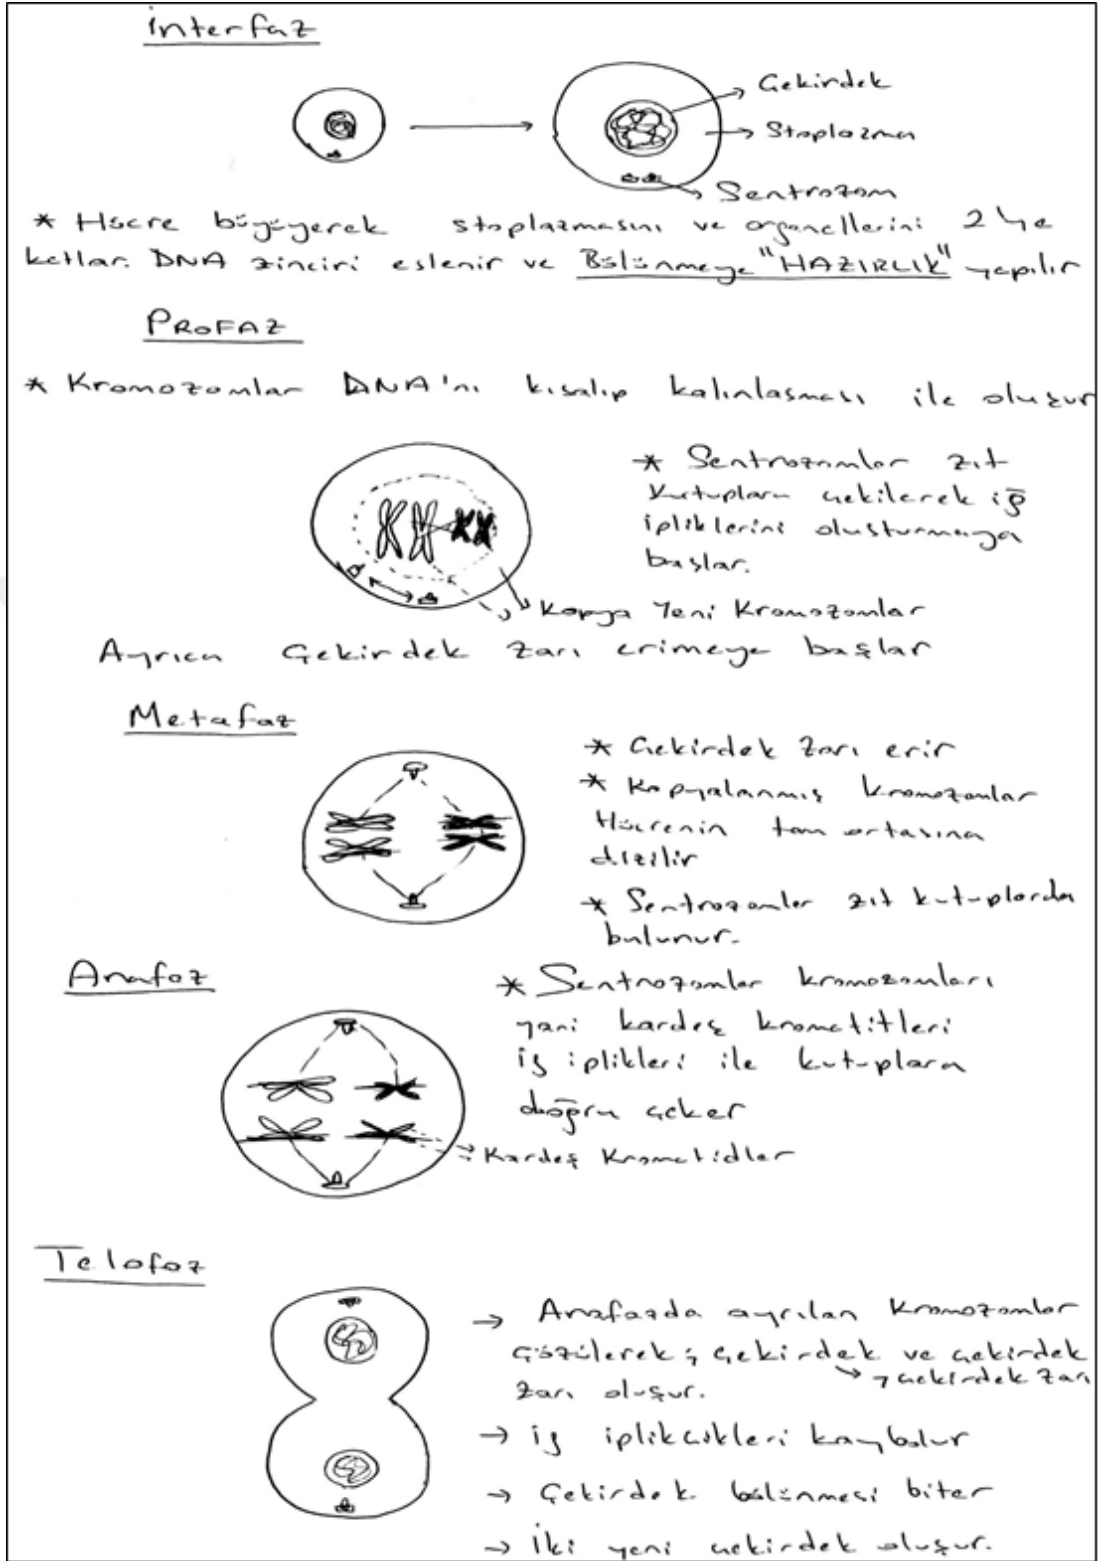 İnterfaz
Çekirdek
Stoplazma
Sentrozom
* Hücre büyüyerek stoplazmasını ve organellerini 2'ye
katlar. DNA zinciri eşlenir ve Bölünmeye "HAZIRLIK" yapılır
PROFAZ
* Kromozomlar DNA'nı kısalıp kalınlaşması ile oluşur
* Sentrozomlar zıt
kutuplara çekilerek iğ
ipliklerini oluşturmaya
başlar.
Kopya Yeni Kromozomlar
Ayrıca Çekirdek zarı erimeye başlar
Metafaz
* Çekirdek zarı erir
* Kopyalanmış kromozomlar
Hücrenin tam ortasına
dizilir
* Sentrozomlar zıt kutuplarda
bulunur.
Anafaz
* Sentrozomlar kromozomları
yani kardeş kromatitleri
iğ iplikleri ile kutuplara
doğru çeker
Kardeş Kromatidler
Telofaz
→ Anafazda ayrılan Kromozomlar
çözülerek çekirdek ve çekirdek
zarı oluşur.
→ çekirdek zarı
→ iğ iplikçikleri kaybolur
→ Çekirdek bölünmesi biter
→ İki yeni çekirdek oluşur.